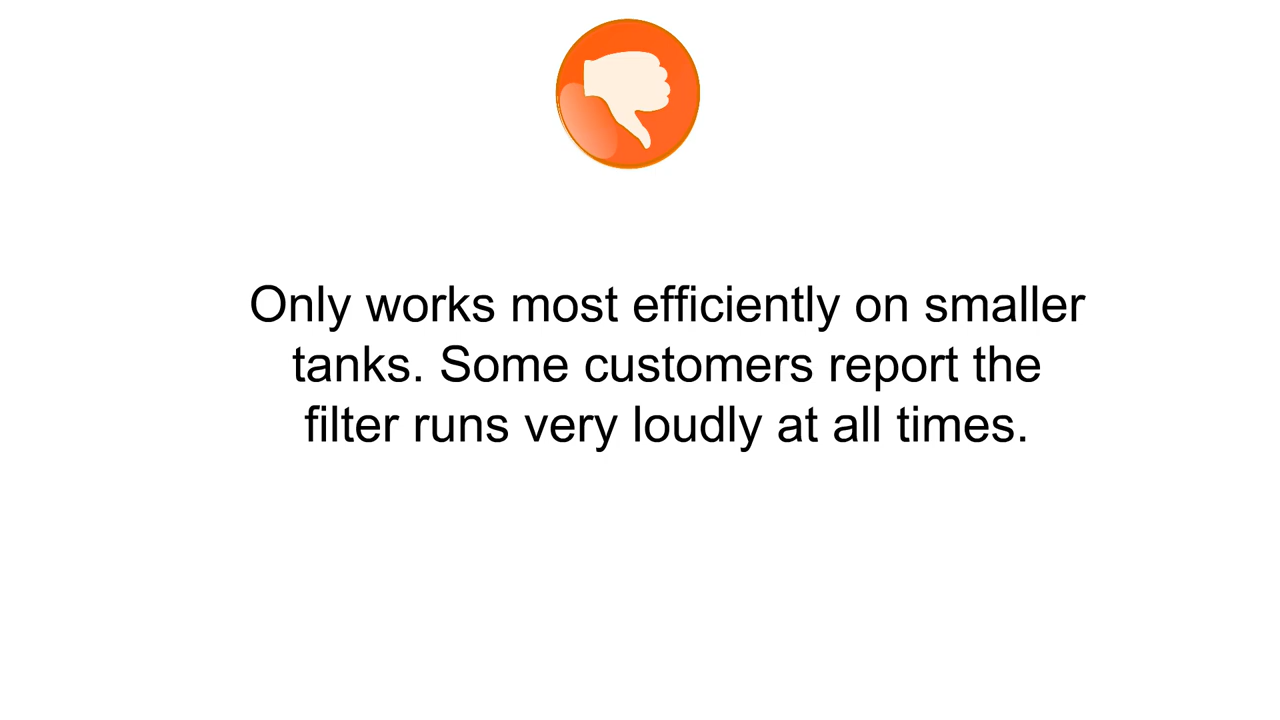 Only works most efficiently on smaller
tanks. Some customers report the
filter runs very loudly at all times.